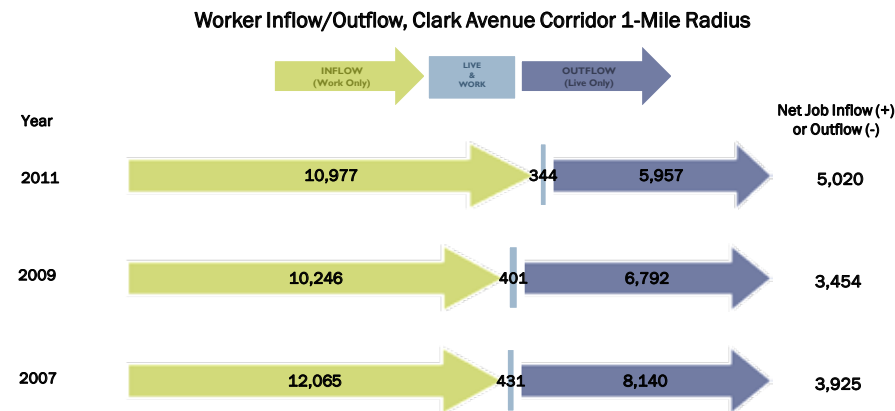 Worker Inflow/Outflow, Clark Avenue Corridor 1-Mile Radius
INFLOW
(Work Only)
LIVE
&
WORK
OUTFLOW
(Live Only)
Year
Net Job Inflow (+)
or Outflow (-)
2011
10,977
344
5,957
5,020
2009
10,246
401
6,792
3,454
2007
12,065
431
8,140
3,925